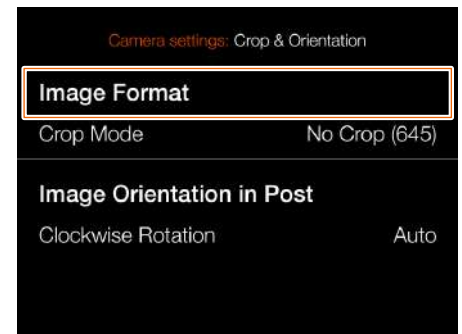 Camera settings: Crop & Orientation
Image Format
Crop Mode No Crop (645)
Image Orientation in Post
Clockwise Rotation Auto